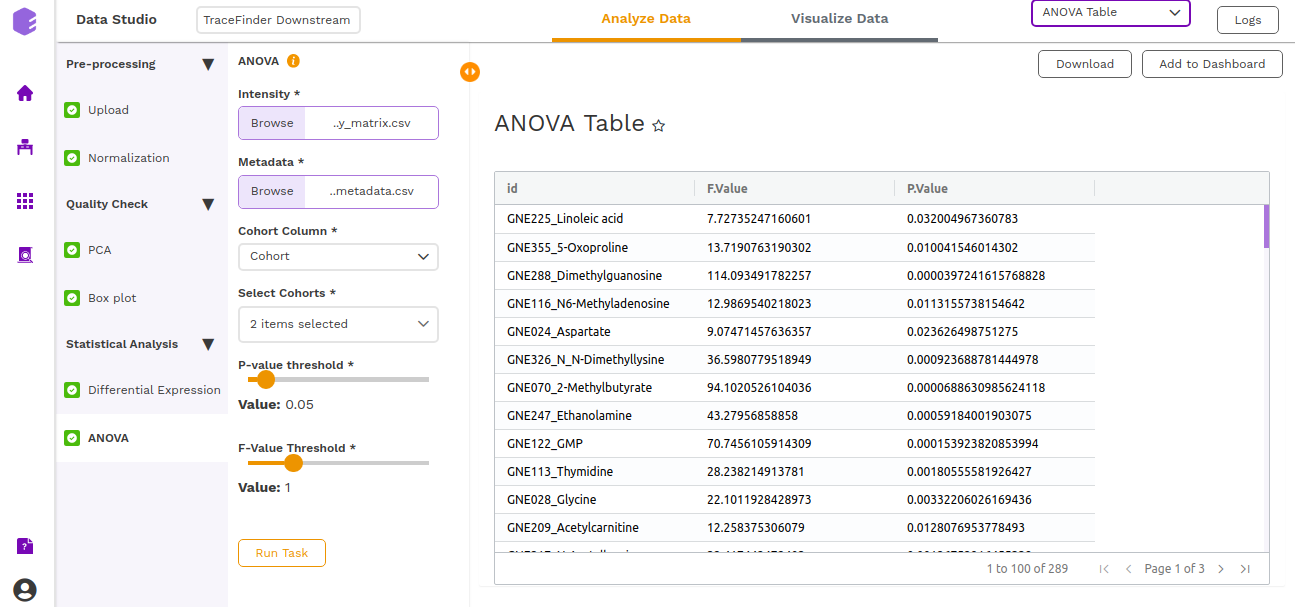 Data Studio
TraceFinder Downstream
Analyze Data
Visualize Data
ANOVA Table
Logs
Pre-processing
Upload
Normalization
Quality Check
PCA
Box plot
Statistical Analysis
Differential Expression
ANOVA
ANOVA
Intensity *
Browse ..y_matrix.csv
Metadata *
Browse ..metadata.csv
Cohort Column *
Cohort
Select Cohorts *
2 items selected
P-value threshold *
Value: 0.05
F-Value Threshold *
Value: 1
Run Task
Download
Add to Dashboard
ANOVA Table
id F.Value P.Value
GNE225_Linoleic acid 7.72735247160601 0.032004967360783
GNE355_5-Oxoproline 13.7190763190302 0.010041546014302
GNE288_Dimethylguanosine 114.093491782257 0.0000397241615768828
GNE116_N6-Methyladenosine 12.9869540218023 0.0113155738154642
GNE024_Aspartate 9.07471457636357 0.023626498751275
GNE326_N_N-Dimethyllysine 36.5980779518949 0.000923688781444978
GNE070_2-Methylbutyrate 94.1020526104036 0.0000688630985624118
GNE247_Ethanolamine 43.27956858858 0.00059184001903075
GNE122_GMP 70.7456105914309 0.000153923820853994
GNE113_Thymidine 28.238214913781 0.00180555581926427
GNE028_Glycine 22.1011928428973 0.00332206026169436
GNE209_Acetylcarnitine 12.258375306079 0.0128076953778493
1 to 100 of 289
Page 1 of 3